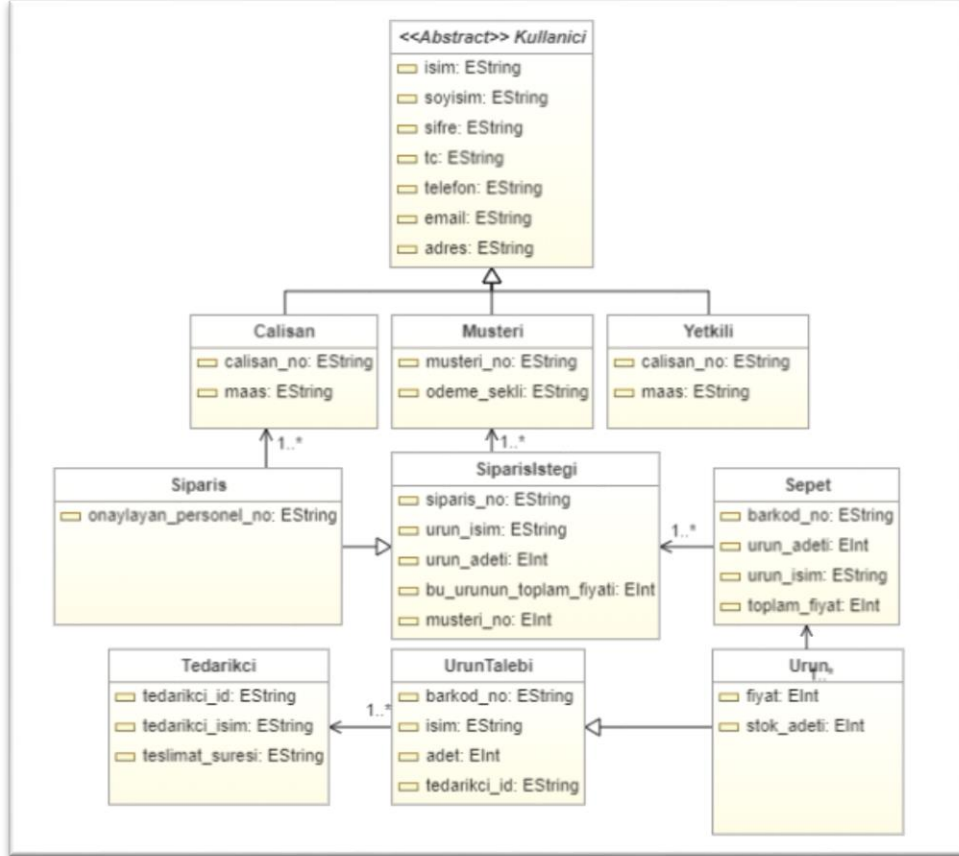 <<Abstract>> Kullanici
isim: EString
soyisim: EString
sifre: EString
tc: EString
telefon: EString
email: EString
adres: EString
Calisan
calisan_no: EString
maas: EString
Musteri
musteri_no: EString
odeme_sekli: EString
Yetkili
calisan_no: EString
maas: EString
1..*
1..*
Siparis
onaylayan_personel_no: EString
SiparisIstegi
siparis_no: EString
urun_isim: EString
urun_adeti: EInt
bu_urunun_toplam_fiyati: EInt
musteri_no: EInt
1..*
Sepet
barkod_no: EString
urun_adeti: EInt
urun_isim: EString
toplam_fiyat: EInt
Tedarikci
tedarikci_id: EString
tedarikci_isim: EString
teslimat_suresi: EString
1..*
UrunTalebi
barkod_no: EString
isim: EString
adet: EInt
tedarikci_id: EString
Urun
1..*
fiyat: EInt
stok_adeti: EInt